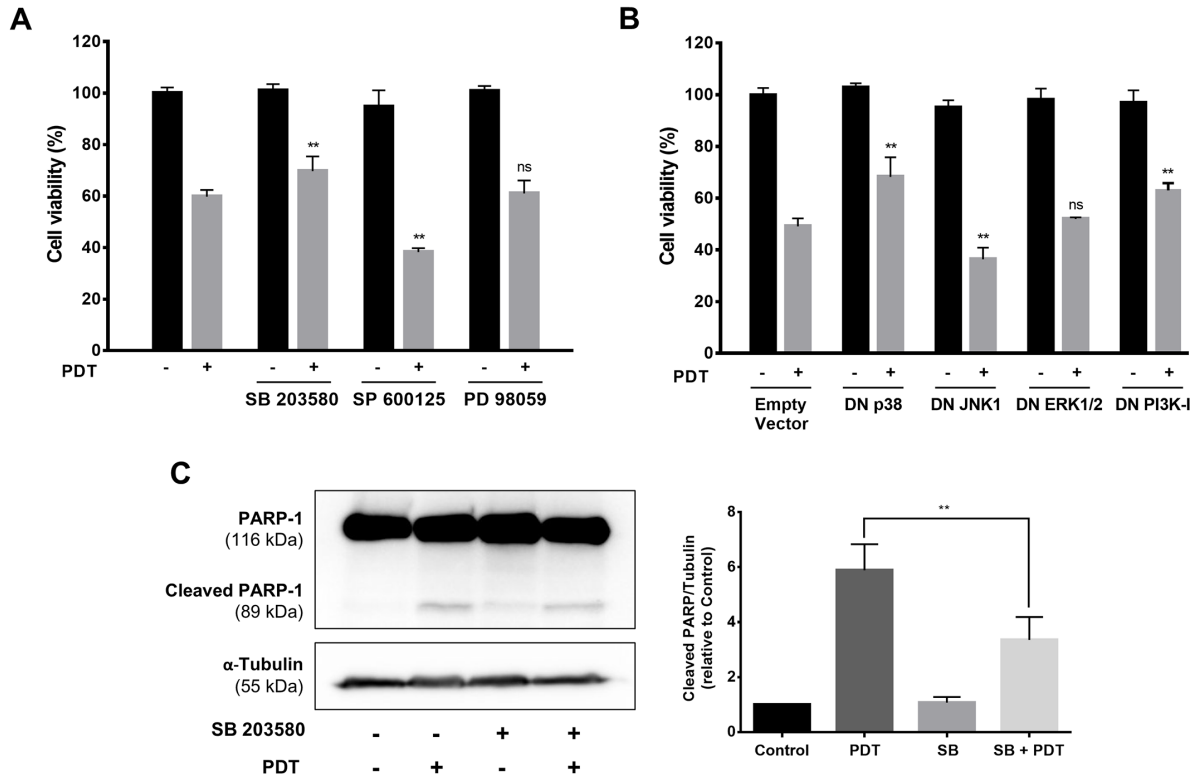 A
Cell viability (%)
120
100
80
60
40
20
0
** ** ns
PDT - + - + - + - +
SB 203580 SP 600125 PD 98059
B
Cell viability (%)
120
100
80
60
40
20
0
** ** ns **
PDT - + - + - + - + - +
Empty Vector DN p38 DN JNK1 DN ERK1/2 DN PI3K-I
C
PARP-1
(116 kDa)
Cleaved PARP-1
(89 kDa)
α-Tubulin
(55 kDa)
SB 203580 - - + +
PDT - + - +
Cleaved PARP/Tubulin
(relative to Control)
8
6
4
2
0
**
Control PDT SB SB + PDT